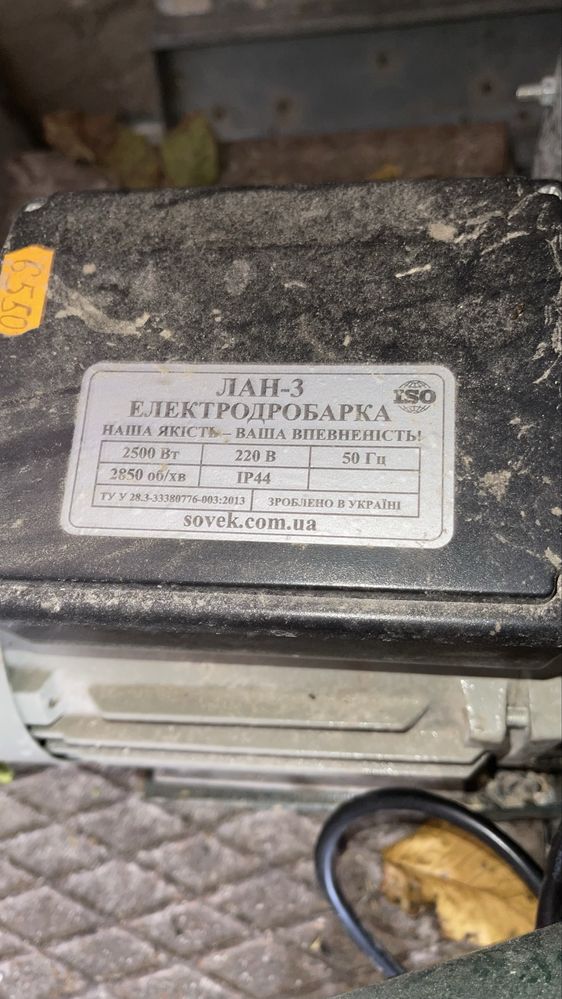 6550
ЛАН-3
ISO
ЕЛЕКТРОДРОБАРКА
НАША ЯКІСТЬ – ВАША ВПЕВНЕНІСТЬ!
2500 Вт 220 В 50 Гц
2850 об/хв IP44
ТУ У 28.3-33380776-003:2013 ЗРОБЛЕНО В УКРАЇНІ
sovek.com.ua